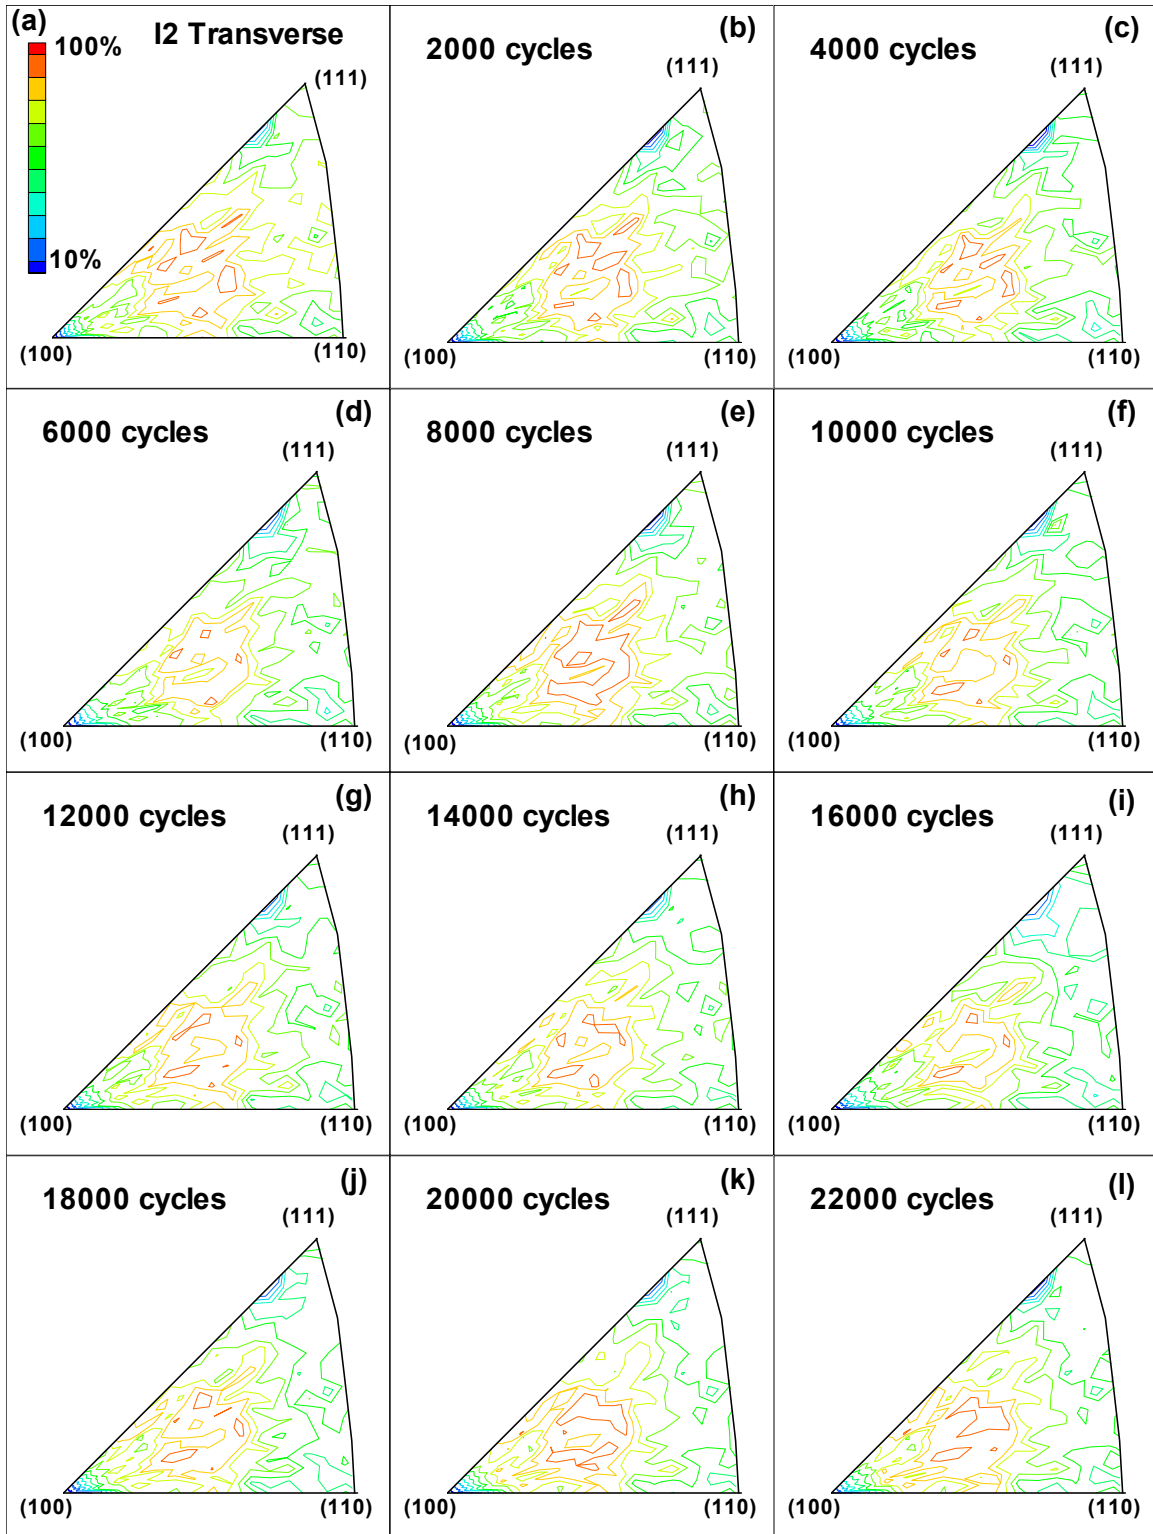 (a)
I2 Transverse
100%
10%
(111)
(100)
(110)
(b)
2000 cycles
(111)
(100)
(110)
(c)
4000 cycles
(111)
(100)
(110)
(d)
6000 cycles
(111)
(100)
(110)
(e)
8000 cycles
(111)
(100)
(110)
(f)
10000 cycles
(111)
(100)
(110)
(g)
12000 cycles
(111)
(100)
(110)
(h)
14000 cycles
(111)
(100)
(110)
(i)
16000 cycles
(111)
(100)
(110)
(j)
18000 cycles
(111)
(100)
(110)
(k)
20000 cycles
(111)
(100)
(110)
(l)
22000 cycles
(111)
(100)
(110)